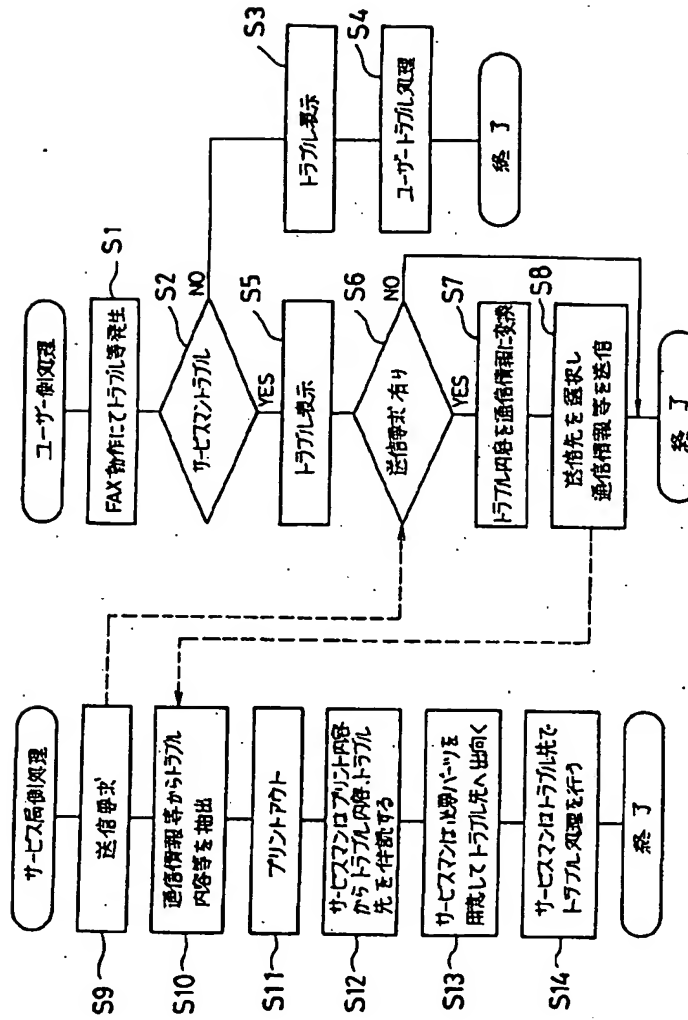 ユーザー側処理
FAX動作にてトラブル等発生
S1
サービスマントラブル
S2
NO
YES
トラブル表示
S3
ユーザートラブル処理
S4
終了
トラブル表示
S5
送信要求有り
S6
NO
YES
トラブル内容を通信情報に変換
S7
送信先を選択し
通信情報等を送信
S8
終了
サービス局側処理
S9
送信要求
S10
通信情報等からトラブル
内容等を抽出
S11
プリントアウト
S12
サービスマンはプリント内容
からトラブル内容、トラブル
先を解読する
S13
サービスマンは必要パーツを
用意してトラブル先へ出向く
S14
サービスマンはトラブル先で
トラブル処理を行う
終了